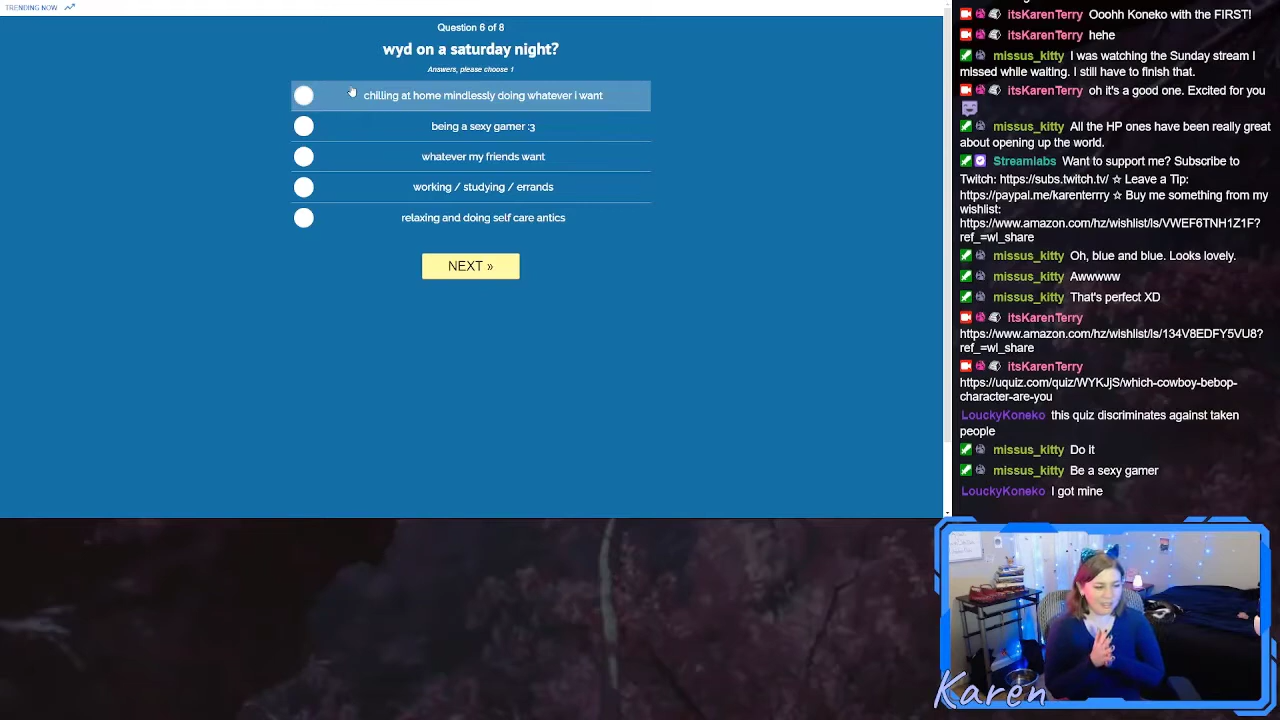 TRENDING NOW
Question 6 of 8
wyd on a saturday night?
Answers, please choose 1
chilling at home mindlessly doing whatever i want
being a sexy gamer :3
whatever my friends want
working / studying / errands
relaxing and doing self care antics
NEXT »
itsKarenTerry Ooohh Koneko with the FIRST!
itsKarenTerry hehe
missus_kitty I was watching the Sunday stream I
missed while waiting. I still have to finish that.
itsKarenTerry oh it's a good one. Excited for you
missus_kitty All the HP ones have been really great
about opening up the world.
Streamlabs Want to support me? Subscribe to
Twitch: https://subs.twitch.tv/ ☆ Leave a Tip:
https://paypal.me/karenterry ☆ Buy me something from my
wishlist:
https://www.amazon.com/hz/wishlist/ls/VWEF6TNH1Z1F?
ref_=wl_share
missus_kitty Oh, blue and blue. Looks lovely.
missus_kitty Awwwww
missus_kitty That's perfect XD
itsKarenTerry
https://www.amazon.com/hz/wishlist/ls/134V8EDFY5VU8?
ref_=wl_share
itsKarenTerry
https://uquiz.com/quiz/WYKJjS/which-cowboy-bebop-
character-are-you
LouckyKoneko this quiz discriminates against taken
people
missus_kitty Do it
missus_kitty Be a sexy gamer
LouckyKoneko I got mine
Karen